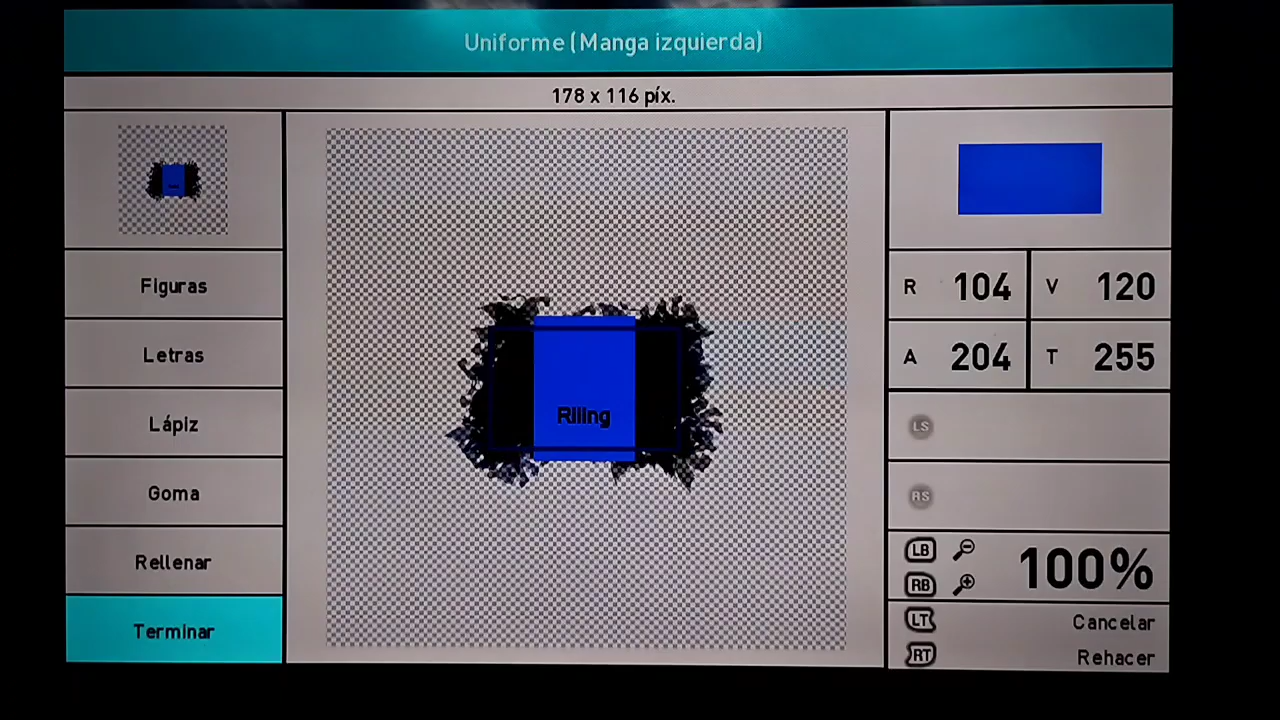 Uniforme (Manga izquierda)
178 x 116 píx.
Figuras
Letras
Lápiz
Goma
Rellenar
Terminar
Riling
R 104 V 120
A 204 T 255
LS
RS
LB
RB
100%
LT Cancelar
RT Rehacer